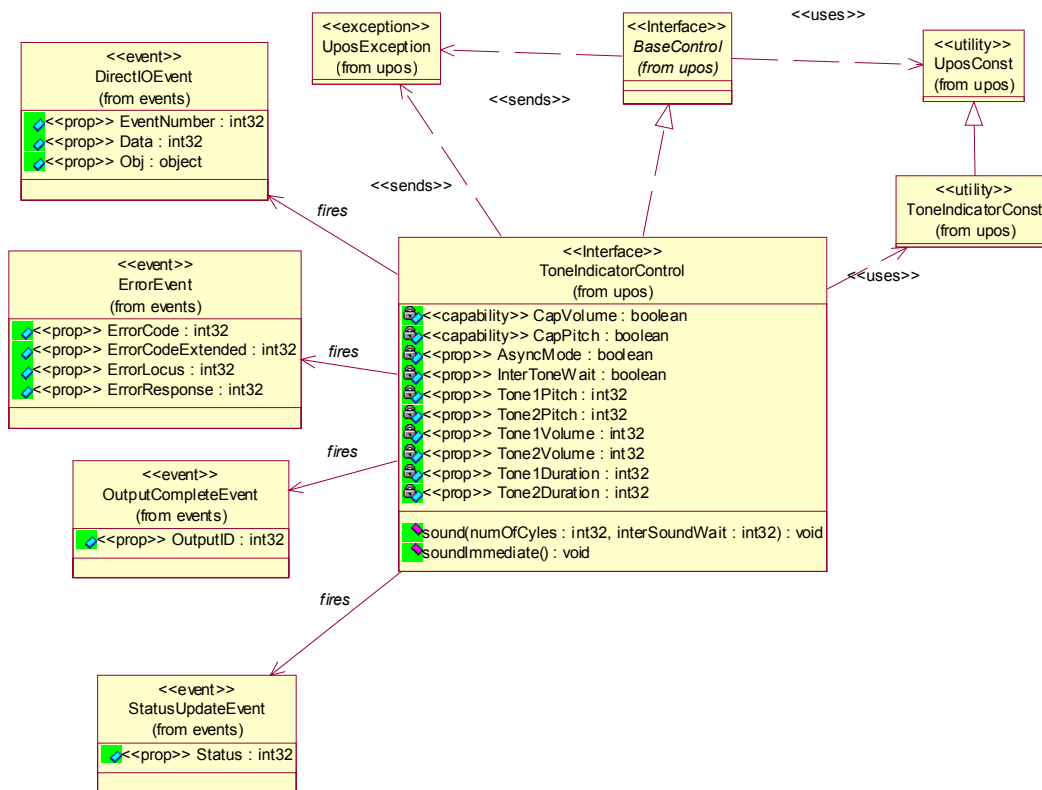 <<event>>
DirectIOEvent
(from events)
<<prop>> EventNumber : int32
<<prop>> Data : int32
<<prop>> Obj : object
<<exception>>
UposException
(from upos)
<<Interface>>
BaseControl
(from upos)
<<uses>>
<<utility>>
UposConst
(from upos)
<<sends>>
<<sends>>
<<utility>>
ToneIndicatorConst
(from upos)
fires
<<uses>>
<<event>>
ErrorEvent
(from events)
<<prop>> ErrorCode : int32
<<prop>> ErrorCodeExtended : int32
<<prop>> ErrorLocus : int32
<<prop>> ErrorResponse : int32
fires
<<Interface>>
ToneIndicatorControl
(from upos)
<<capability>> CapVolume : boolean
<<capability>> CapPitch : boolean
<<prop>> AsyncMode : boolean
<<prop>> InterToneWait : boolean
<<prop>> Tone1Pitch : int32
<<prop>> Tone2Pitch : int32
<<prop>> Tone1Volume : int32
<<prop>> Tone2Volume : int32
<<prop>> Tone1Duration : int32
<<prop>> Tone2Duration : int32
sound(numOfCyles : int32, interSoundWait : int32) : void
soundImmediate() : void
fires
<<event>>
OutputCompleteEvent
(from events)
<<prop>> OutputID : int32
fires
<<event>>
StatusUpdateEvent
(from events)
<<prop>> Status : int32